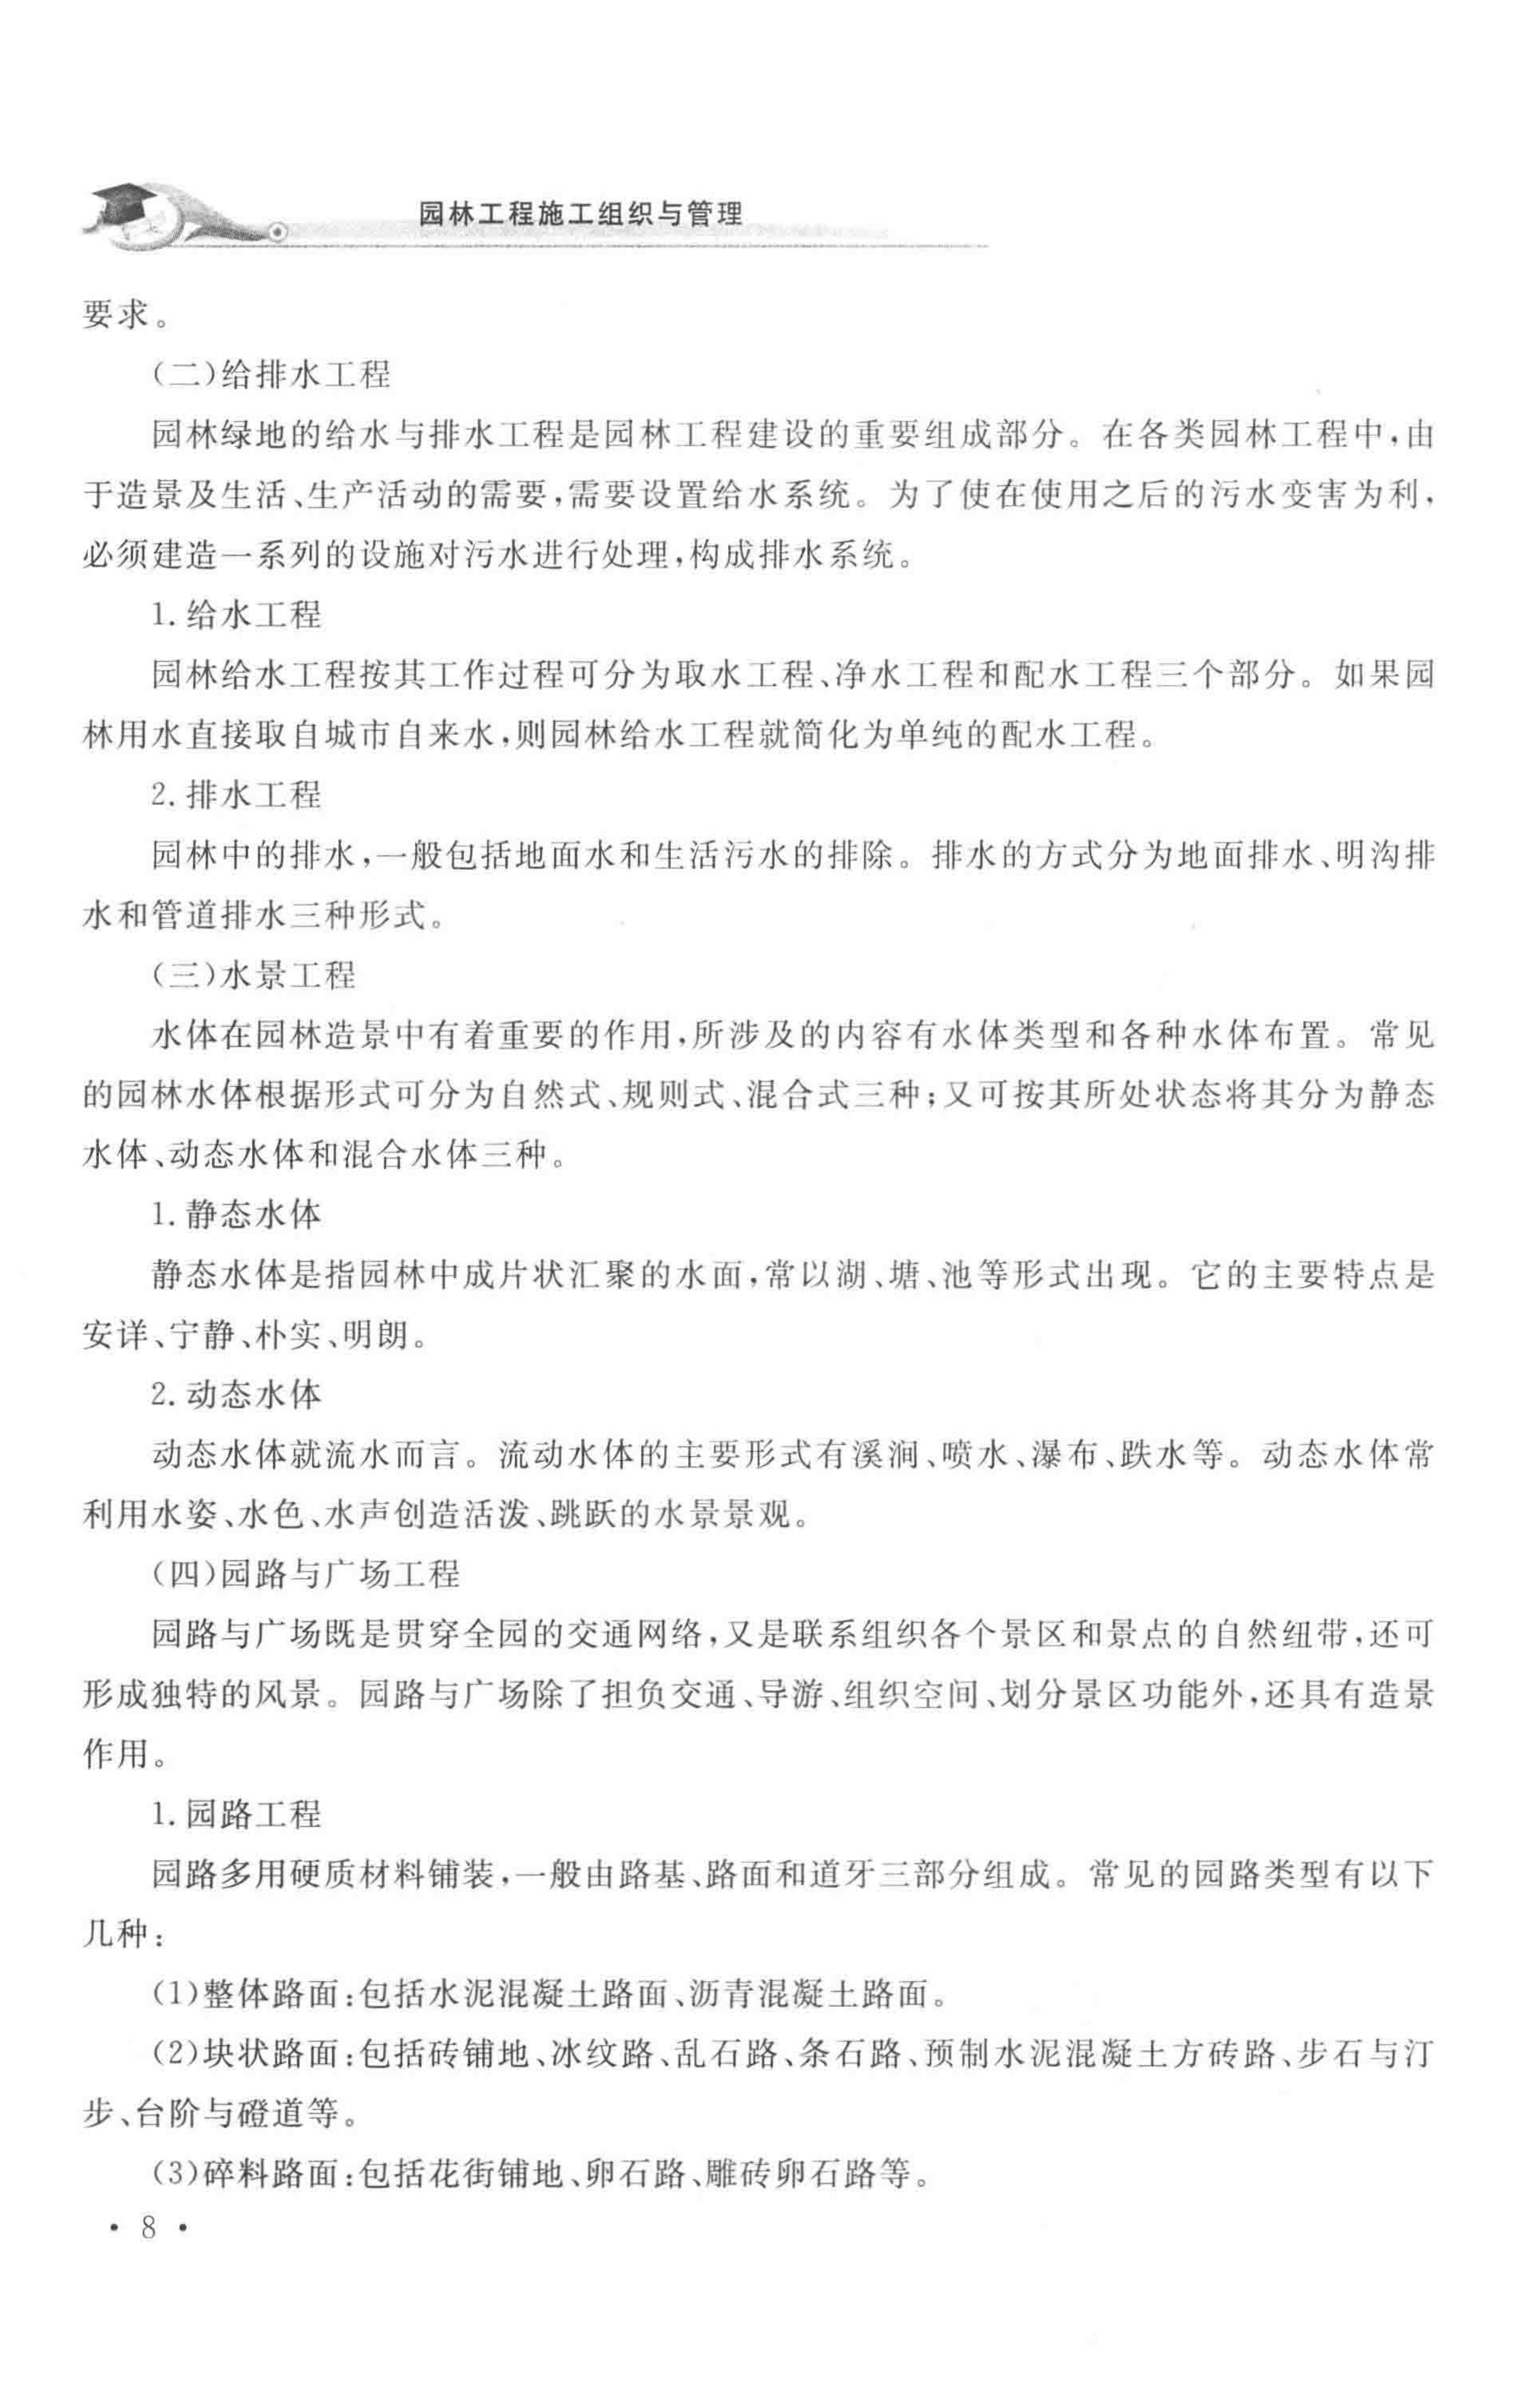 园林工程施工组织与管理
要求。
(二)给排水工程
园林绿地的给水与排水工程是园林工程建设的重要组成部分。在各类园林工程中,由
于造景及生活、生产活动的需要,需要设置给水系统。为了使在使用之后的污水变害为利,
必须建造一系列的设施对污水进行处理,构成排水系统。
1. 给水工程
园林给水工程按其工作过程可分为取水工程、净水工程和配水工程三个部分。如果园
林用水直接取自城市自来水,则园林给水工程就简化为单纯的配水工程。
2. 排水工程
园林中的排水,一般包括地面水和生活污水的排除。排水的方式分为地面排水、明沟排
水和管道排水三种形式。
(三)水景工程
水体在园林造景中有着重要的作用,所涉及的内容有水体类型和各种水体布置。常见
的园林水体根据形式可分为自然式、规则式、混合式三种;又可按其所处状态将其分为静态
水体、动态水体和混合水体三种。
1. 静态水体
静态水体是指园林中成片状汇聚的水面,常以湖、塘、池等形式出现。它的主要特点是
安详、宁静、朴实、明朗。
2. 动态水体
动态水体就流水而言。流动水体的主要形式有溪涧、喷水、瀑布、跌水等。动态水体常
利用水姿、水色、水声创造活泼、跳跃的水景景观。
(四)园路与广场工程
园路与广场既是贯穿全园的交通网络,又是联系组织各个景区和景点的自然纽带,还可
形成独特的风景。园路与广场除了担负交通、导游、组织空间、划分景区功能外,还具有造景
作用。
1. 园路工程
园路多用硬质材料铺装,一般由路基、路面和道牙三部分组成。常见的园路类型有以下
几种:
(1)整体路面:包括水泥混凝土路面、沥青混凝土路面。
(2)块状路面:包括砖铺地、冰纹路、乱石路、条石路、预制水泥混凝土方砖路、步石与汀
步、台阶与磴道等。
(3)碎料路面:包括花街铺地、卵石路、雕砖卵石路等。
• 8 •